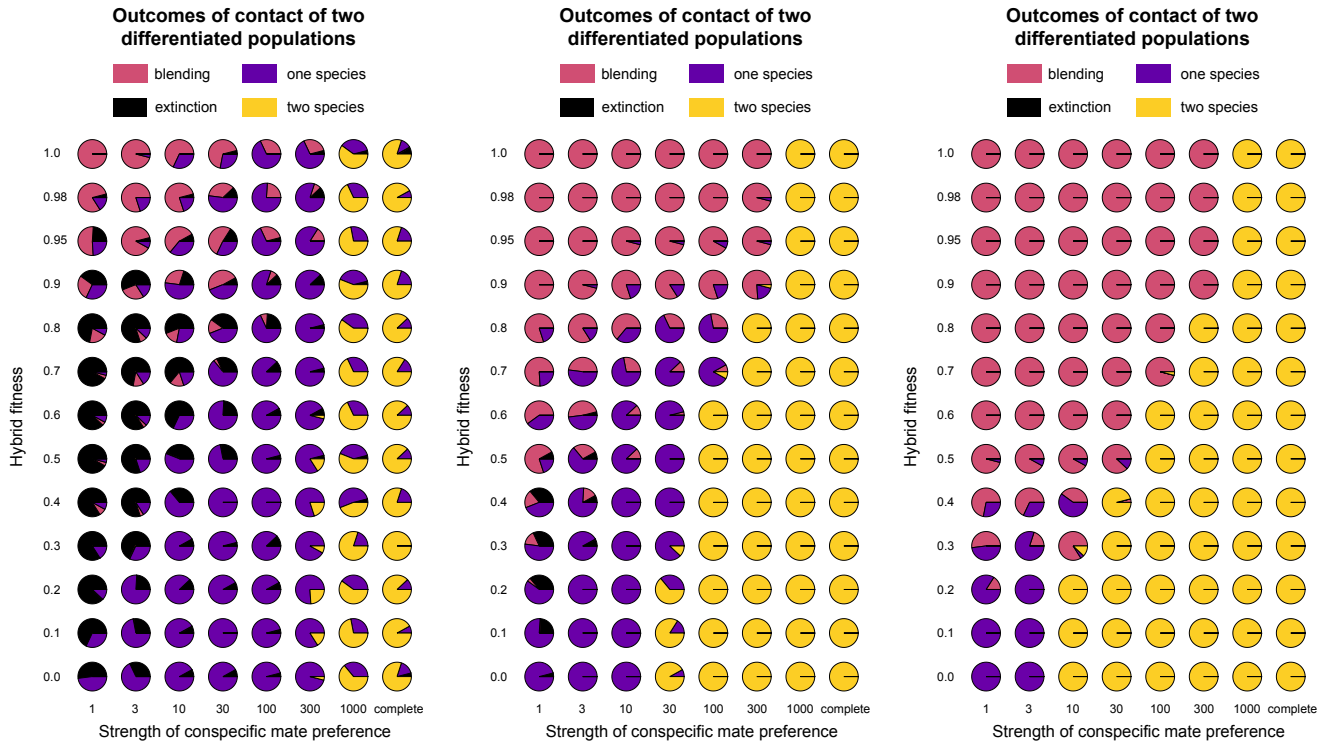 Outcomes of contact of two
differentiated populations
blending
one species
extinction
two species
1.0
0.98
0.95
0.9
0.8
0.7
0.6
0.5
0.4
0.3
0.2
0.1
0.0
Hybrid fitness
1 3 10 30 100 300 1000 complete
Strength of conspecific mate preference
Outcomes of contact of two
differentiated populations
blending
one species
extinction
two species
1.0
0.98
0.95
0.9
0.8
0.7
0.6
0.5
0.4
0.3
0.2
0.1
0.0
Hybrid fitness
1 3 10 30 100 300 1000 complete
Strength of conspecific mate preference
Outcomes of contact of two
differentiated populations
blending
one species
extinction
two species
1.0
0.98
0.95
0.9
0.8
0.7
0.6
0.5
0.4
0.3
0.2
0.1
0.0
Hybrid fitness
1 3 10 30 100 300 1000 complete
Strength of conspecific mate preference